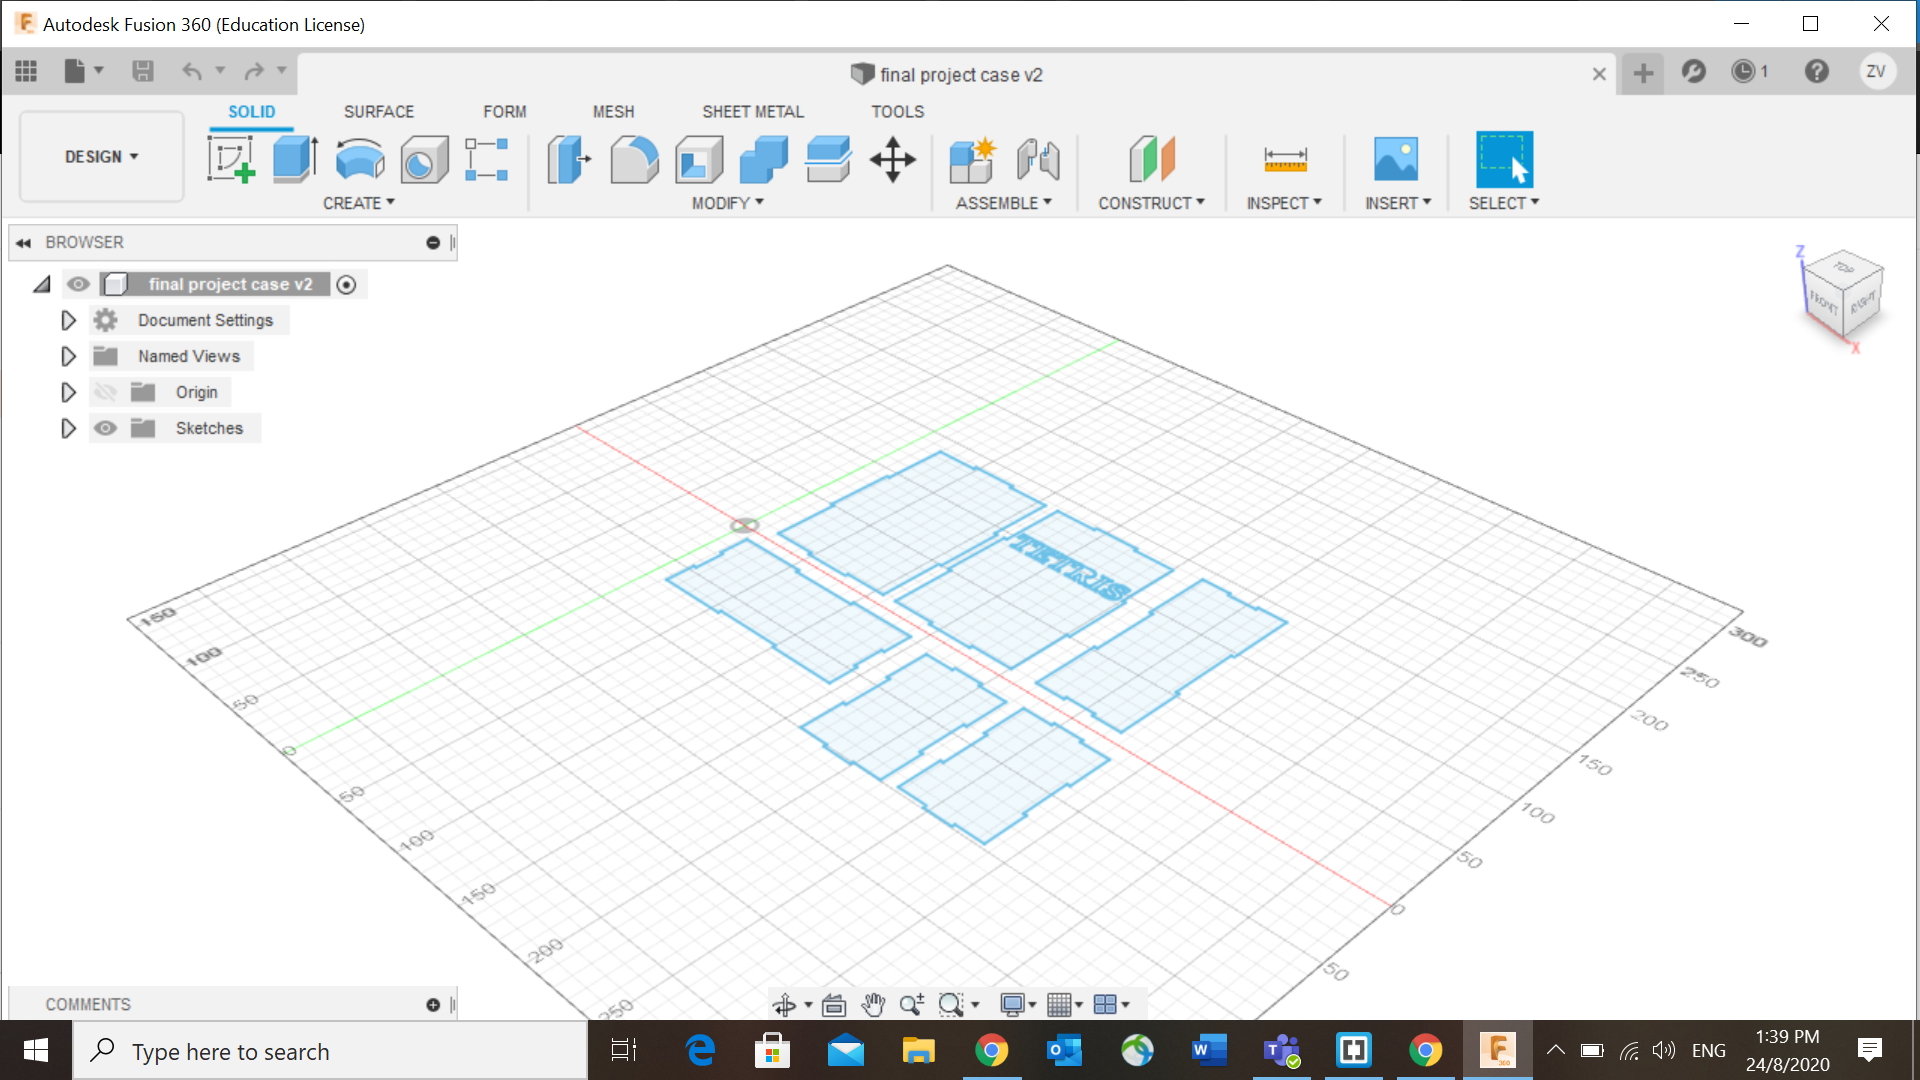 Autodesk Fusion 360 (Education License)
final project case v2
1
ZV
SOLID SURFACE FORM MESH SHEET METAL TOOLS
DESIGN
CREATE MODIFY ASSEMBLE CONSTRUCT INSPECT INSERT SELECT
BROWSER
final project case v2
Document Settings
Named Views
Origin
Sketches
Z
TOP
FRONT
RIGHT
X
TETRIS
150
100
50
0
50
100
150
200
250
300
250
200
150
100
50
0
50
COMMENTS
Type here to search
ENG
1:39 PM
24/8/2020